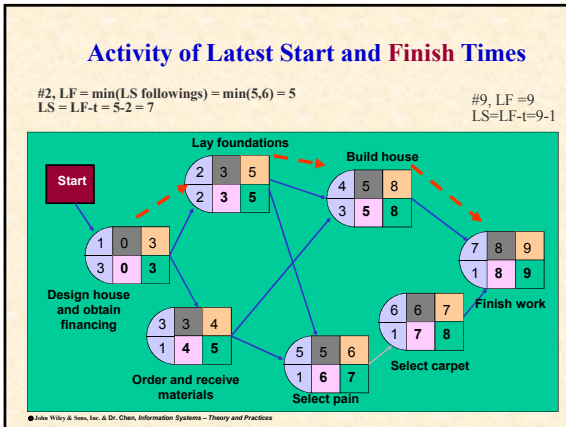 Activity of Latest Start and Finish Times
#2, LF = min(LS followings) = min(5,6) = 5
LS = LF-t = 5-2 = 7
#9, LF =9
LS=LF-t=9-1
Lay foundations
Build house
Start
2 3 5
2 3 5
4 5 8
3 5 8
1 0 3
3 0 3
7 8 9
1 8 9
Design house
and obtain
financing
Finish work
3 3 4
1 4 5
6 6 7
1 7 8
5 5 6
1 6 7
Select carpet
Order and receive
materials
Select pain
John Wiley & Sons, Inc. & Dr. Chen, Information Systems – Theory and Practices